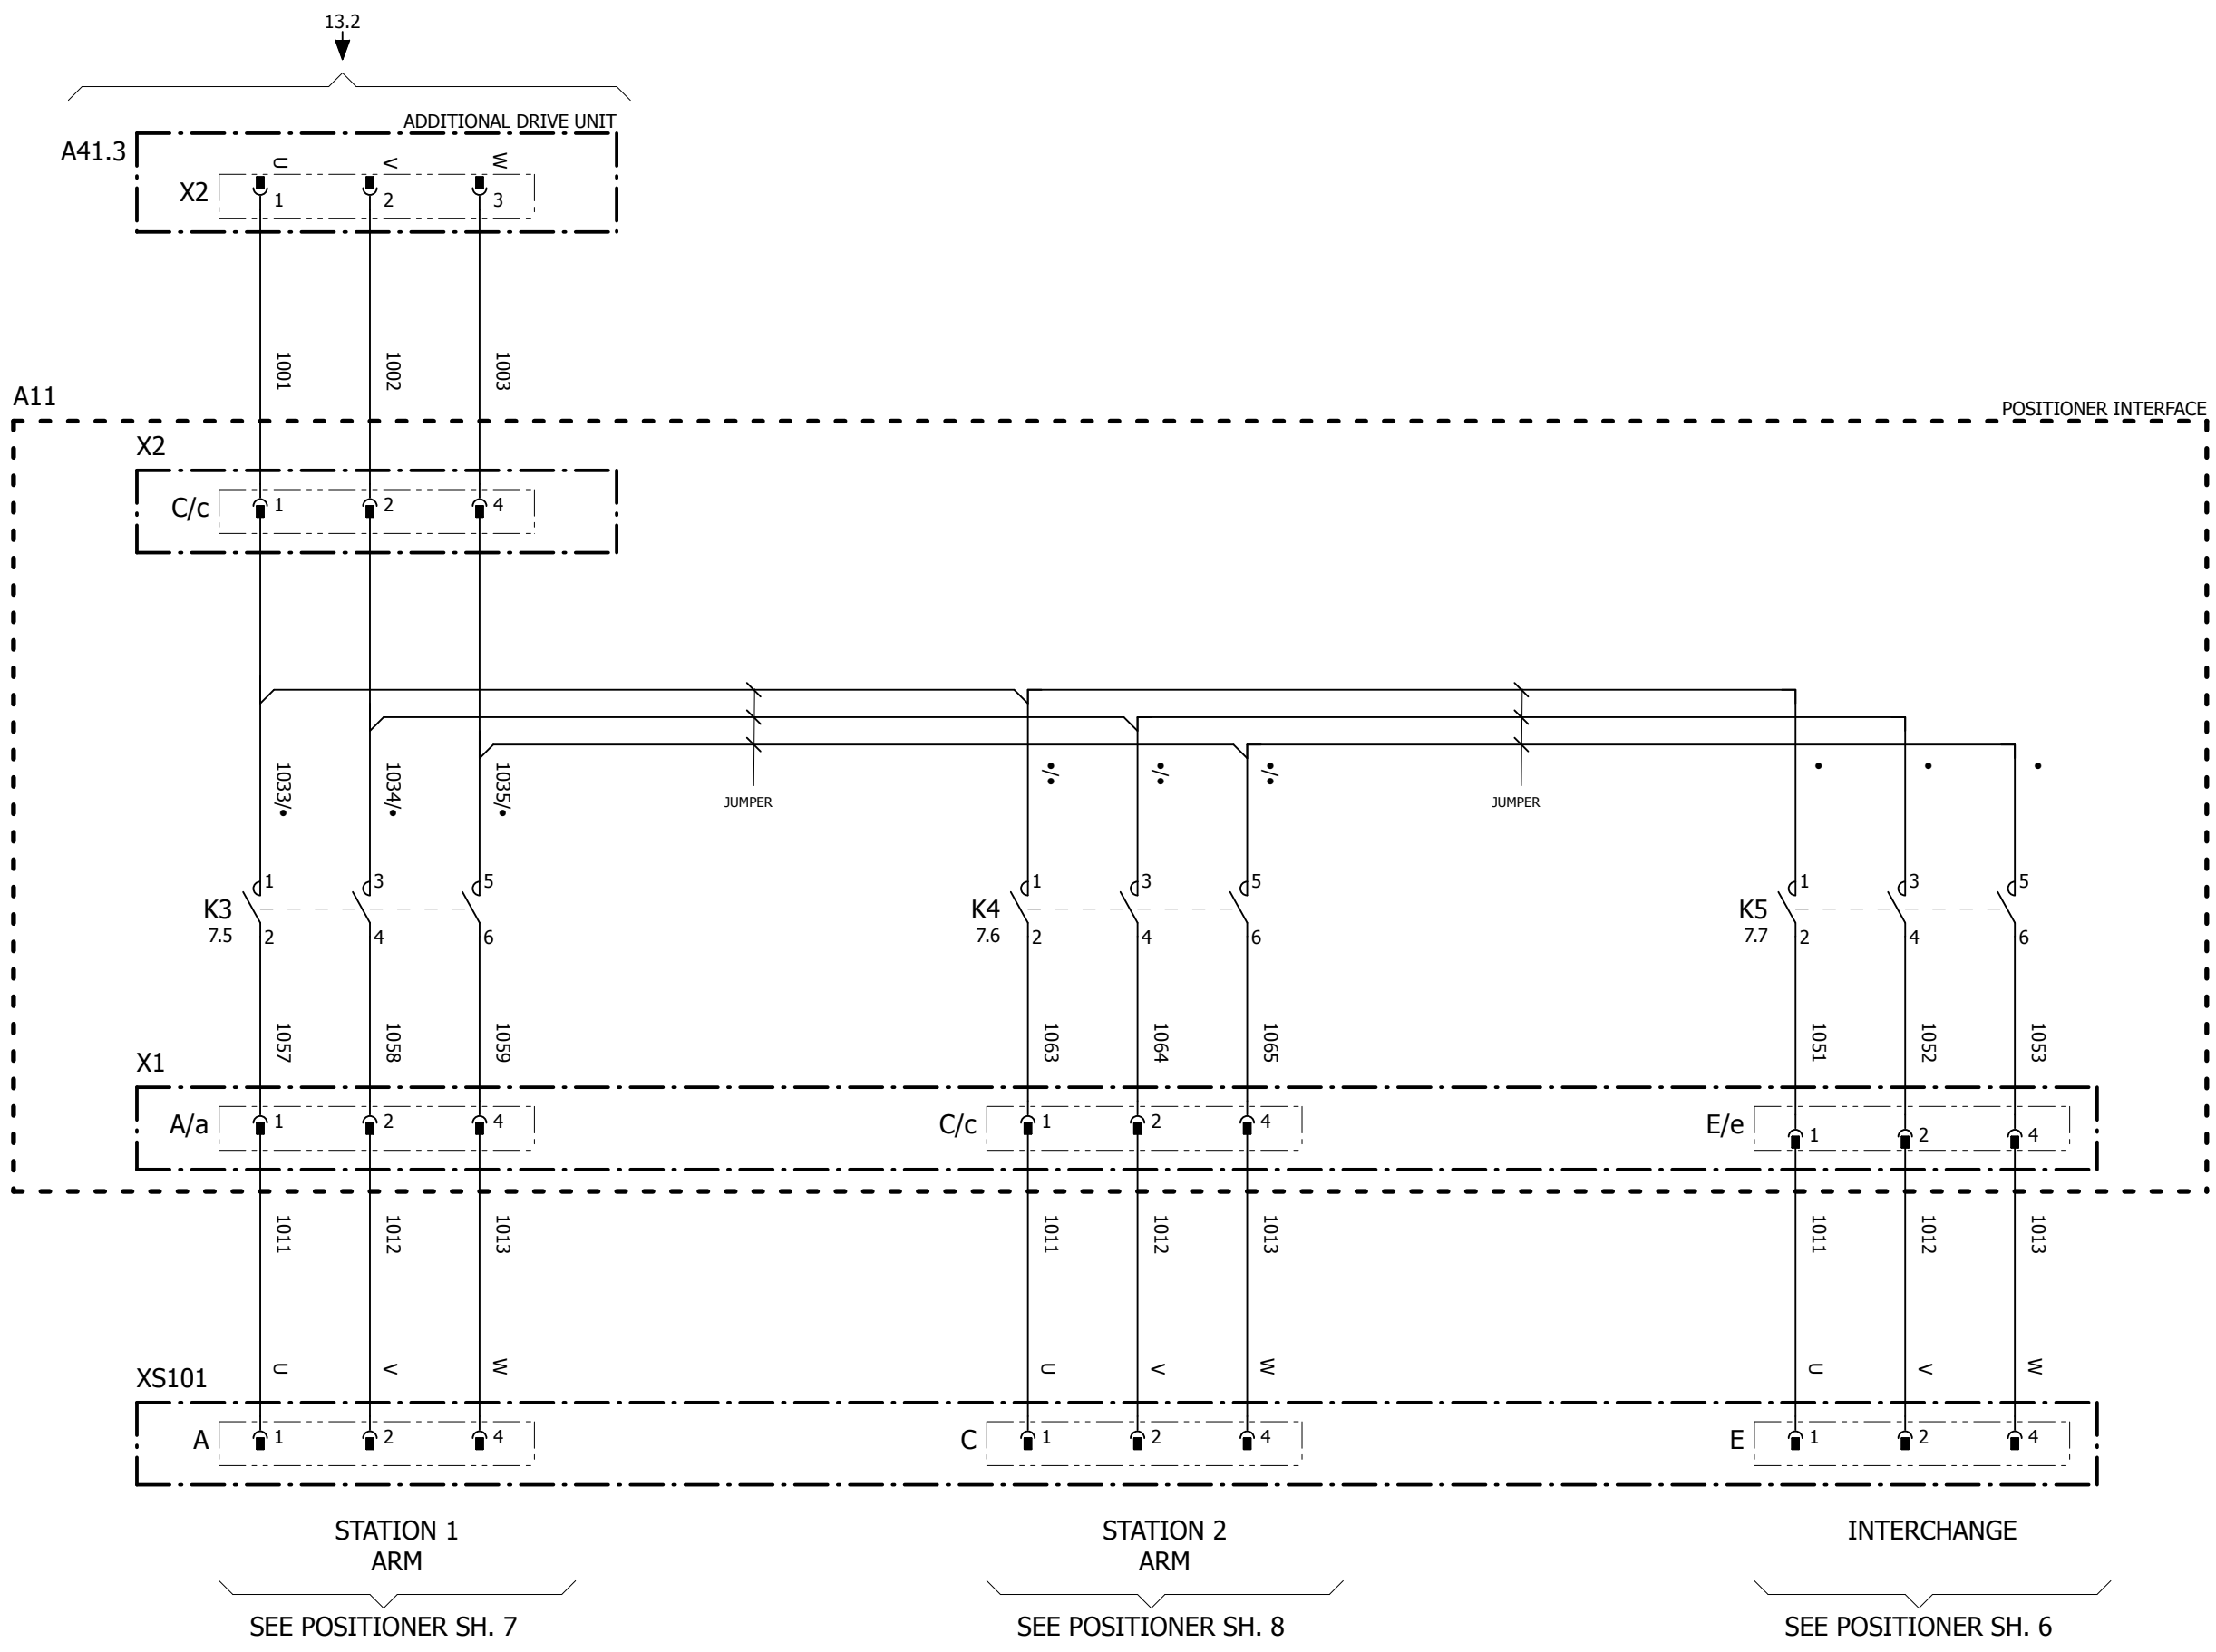 13.2
ADDITIONAL DRIVE UNIT
A41.3
U V W
X2 1 2 3
1001 1002 1003
A11
POSITIONER INTERFACE
X2
C/c 1 2 4
1033/• 1034/• 1035/• •/• •/• •/• • • •
JUMPER JUMPER
1 3 5 1 3 5 1 3 5
K3 K4 K5
7.5 7.6 7.7
2 4 6 2 4 6 2 4 6
1057 1058 1059 1063 1064 1065 1051 1052 1053
X1
A/a 1 2 4 C/c 1 2 4 E/e 1 2 4
1011 1012 1013 1011 1012 1013 1011 1012 1013
U V W U V W U V W
XS101
A 1 2 4 C 1 2 4 E 1 2 4
STATION 1 STATION 2 INTERCHANGE
ARM ARM
SEE POSITIONER SH. 7 SEE POSITIONER SH. 8 SEE POSITIONER SH. 6